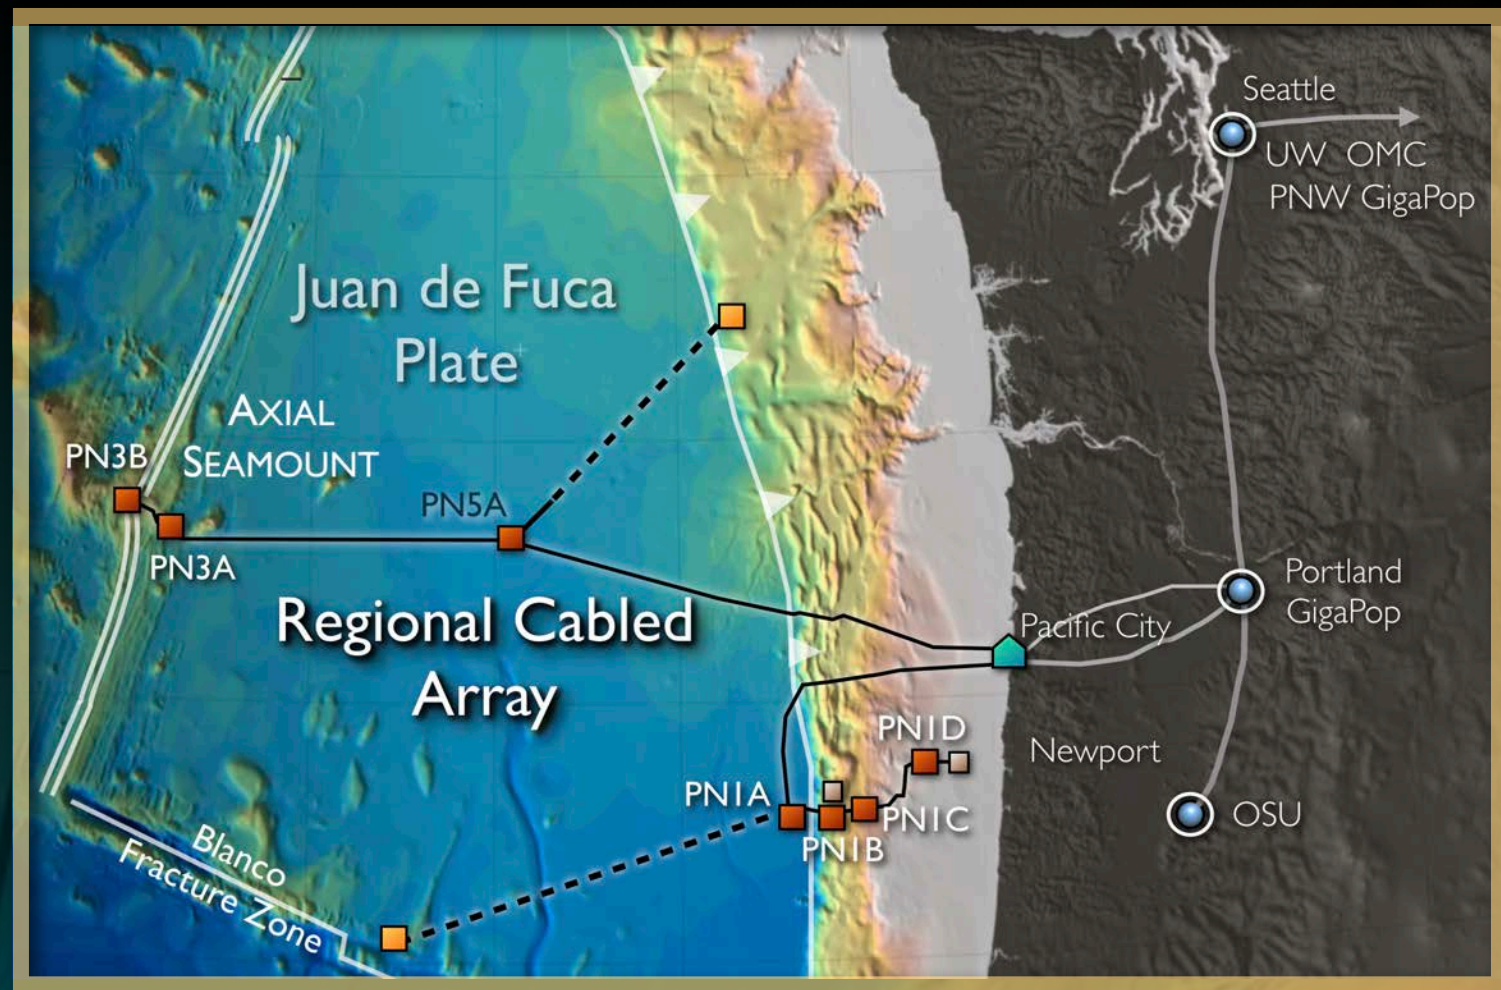 Seattle
UW OMC
PNW GigaPop
Juan de Fuca
Plate
AXIAL
SEAMOUNT
PN3B
PN5A
PN3A
Regional Cabled
Array
Portland
GigaPop
Pacific City
PN1D
Newport
PN1A
PN1C
PN1B
OSU
Blanco
Fracture Zone